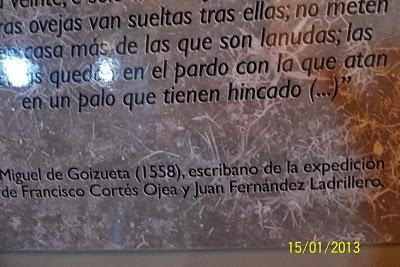 veinte, e
ovejas van sueltas tras ellas; no meten
casa más de las que son lanudas; las
quedan en el pardo con la que atan
en un palo que tienen hincado (...)”
Miguel de Goizueta (1558), escribano de la expedición
de Francisco Cortés Ojea y Juan Fernández Ladrillero.
15/01/2013